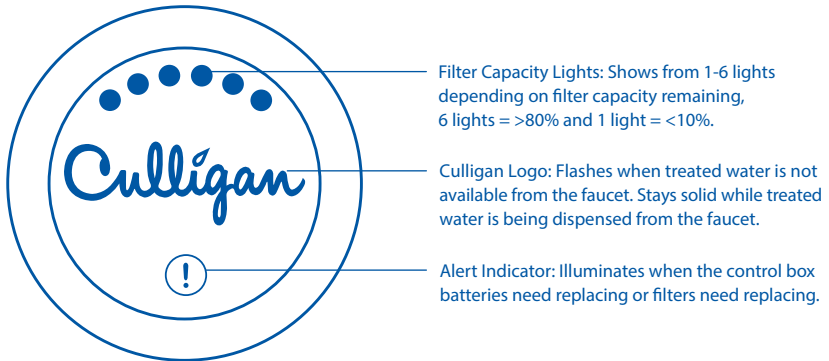 Filter Capacity Lights: Shows from 1-6 lights
depending on filter capacity remaining,
6 lights = >80% and 1 light = <10%.
Culligan
Culligan Logo: Flashes when treated water is not
available from the faucet. Stays solid while treated
water is being dispensed from the faucet.
!
Alert Indicator: Illuminates when the control box
batteries need replacing or filters need replacing.